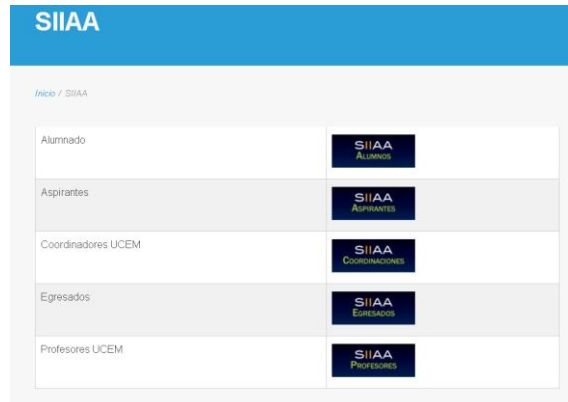 SIIAA
Inicio / SIIAA
Alumnado
SIIAA
ALUMNOS
Aspirantes
SIIAA
ASPIRANTES
Coordinadores UCEM
SIIAA
COORDINACIONES
Egresados
SIIAA
EGRESADOS
Profesores UCEM
SIIAA
PROFESORES